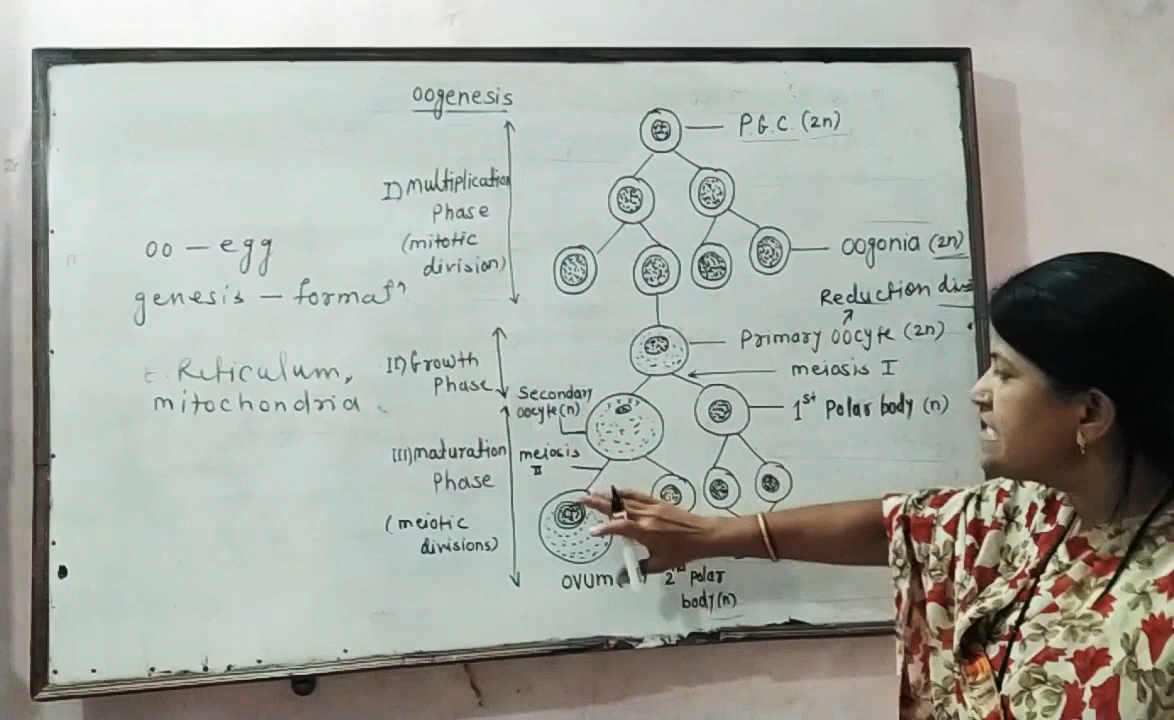 oogenesis
P.G.C. (2n)
I) Multiplication
Phase
(mitotic
division)
oo – egg
genesis – formatⁿ
oogonia (2n)
Reduction
Primary oocyte (2n)
meiosis I
II) Growth
Phase
E. Reticulum,
mitochondria
Secondary
oocyte(n)
1st Polar body (n)
III) maturation
Phase
(meiotic
divisions)
meiosis
II
ovum
2nd Polar
body(n)